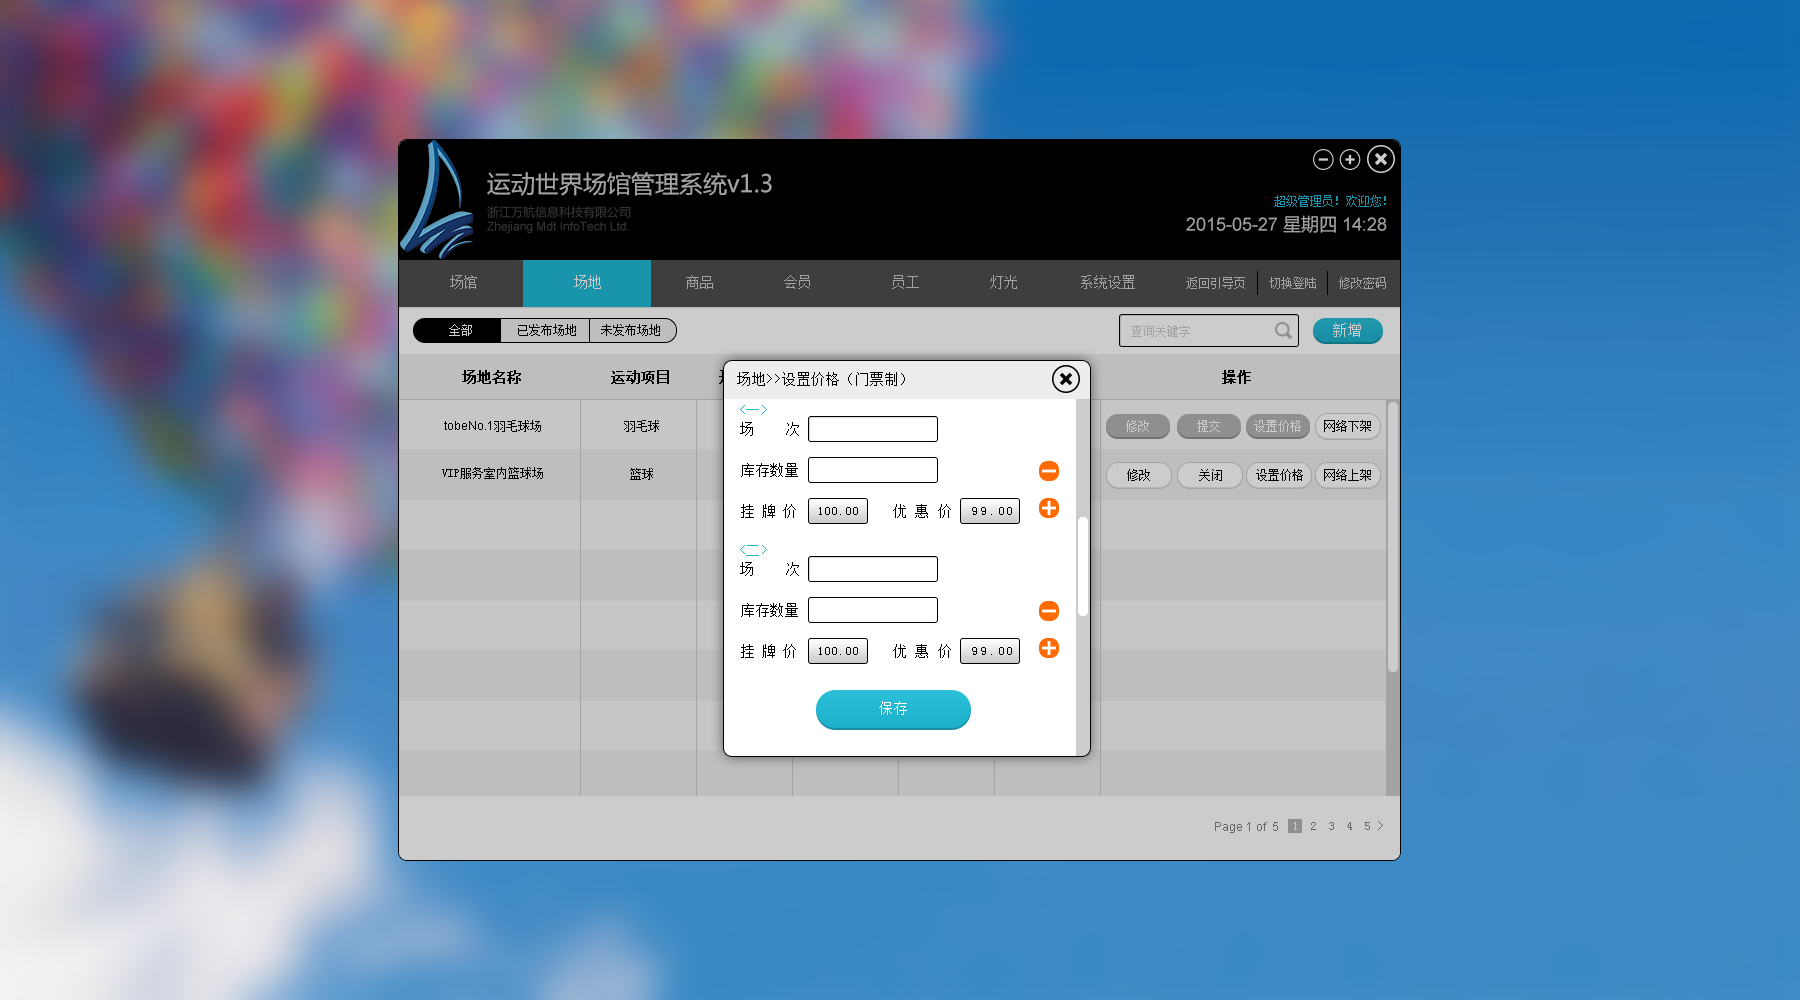 运动世界场馆管理系统v1.3
浙江万航信息科技有限公司
Zhejiang Mdt InfoTech Ltd.
超级管理员！欢迎您！
2015-05-27 星期四 14:28
场馆 场地 商品 会员 员工 灯光 系统设置 返回引导页 切换登陆 修改密码
全部 已发布场地 未发布场地 查询关键字 新增
场地名称 运动项目 操作
tobeNo.1羽毛球场 羽毛球 修改 提交 设置价格 网络下架
VIP服务室内篮球场 篮球 修改 关闭 设置价格 网络上架
场地>>设置价格（门票制）
<一>
场 次
库存数量
挂牌价 100.00 优惠价 99.00
<二>
场 次
库存数量
挂牌价 100.00 优惠价 99.00
保存
Page 1 of 5 1 2 3 4 5 >